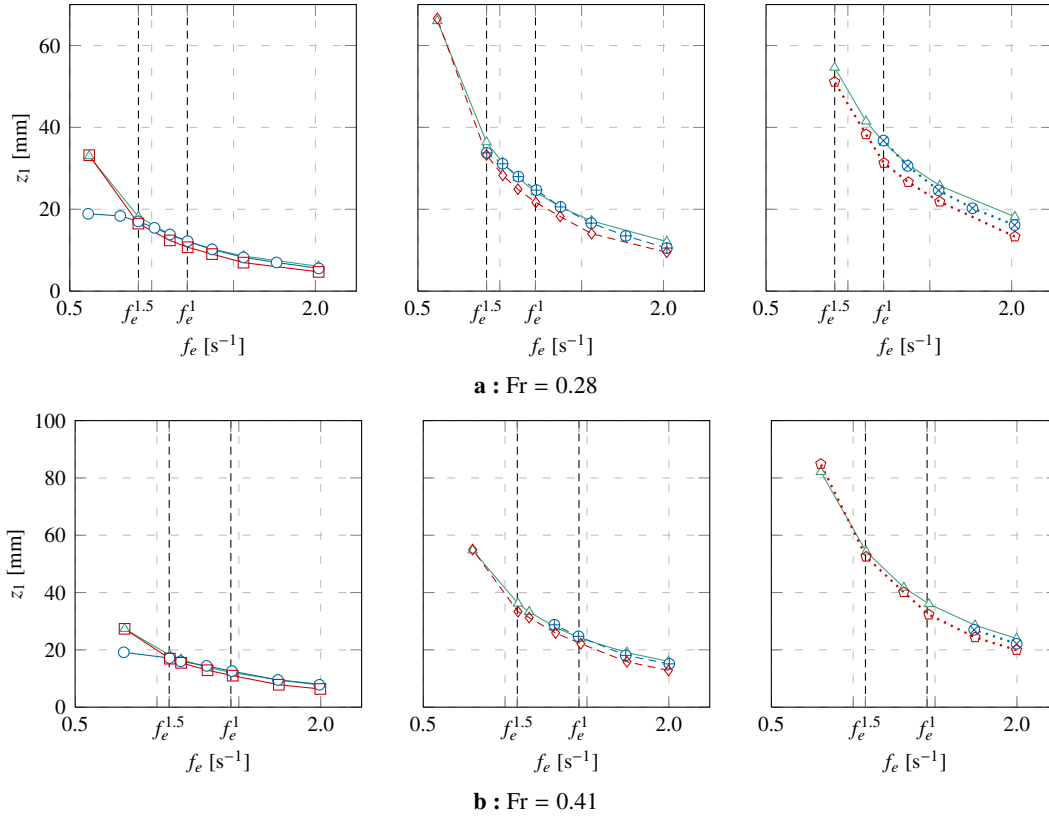 60
40
20
0
z₁ [mm]
0.5 f_e^1.5 f_e^1 2.0
f_e [s⁻¹]
0.5 f_e^1.5 f_e^1 2.0
f_e [s⁻¹]
f_e^1.5 f_e^1 2.0
f_e [s⁻¹]
a : Fr = 0.28
100
80
60
40
20
0
z₁ [mm]
0.5 f_e^1.5 f_e^1 2.0
f_e [s⁻¹]
0.5 f_e^1.5 f_e^1 2.0
f_e [s⁻¹]
0.5 f_e^1.5 f_e^1 2.0
f_e [s⁻¹]
b : Fr = 0.41